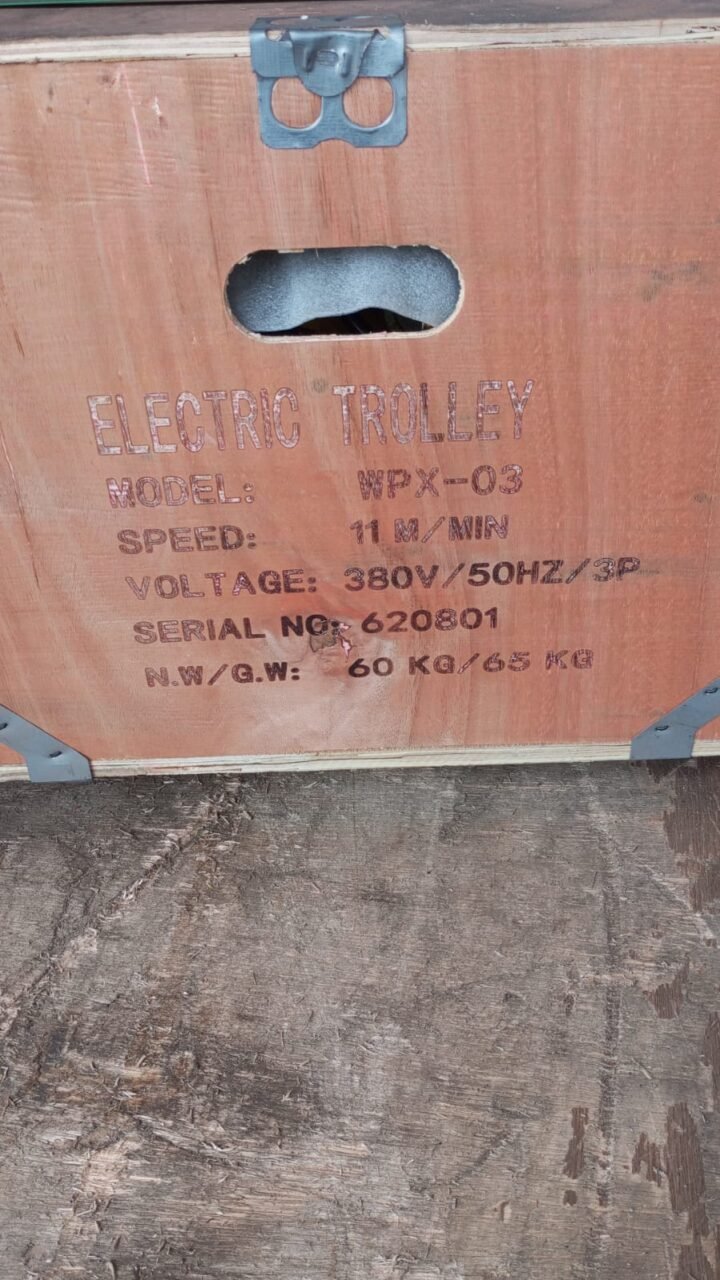 ELECTRIC TROLLEY
MODEL: WPX-03
SPEED: 11 M/MIN
VOLTAGE: 380V/50HZ/3P
SERIAL NO: 620801
N.W/G.W: 60 KG/65 KG